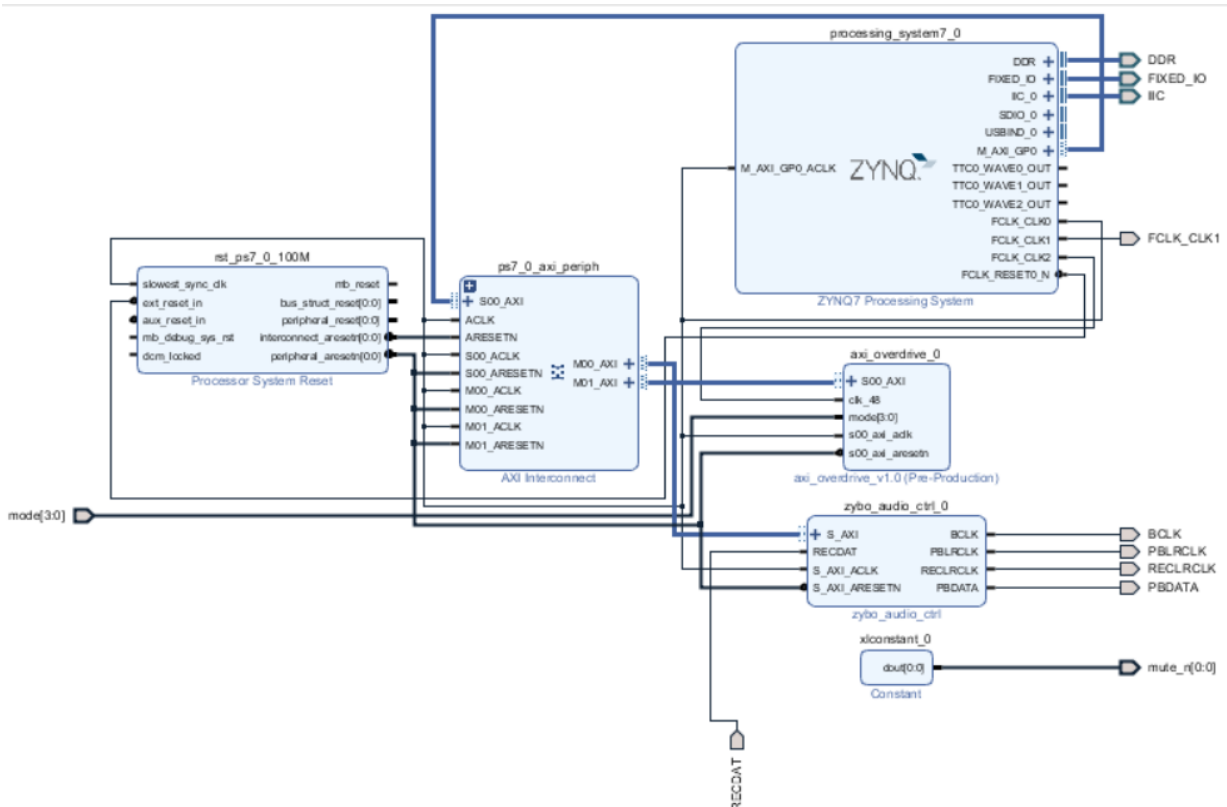 processing_system7_0
DDR
FIXED_IO
IIC_0
SDIO_0
USBIND_0
M_AXI_GP0
TTC0_WAVE0_OUT
TTC0_WAVE1_OUT
TTC0_WAVE2_OUT
FCLK_CLK0
FCLK_CLK1
FCLK_CLK2
FCLK_RESET0_N
M_AXI_GP0_ACLK
ZYNQ.
ZYNQ7 Processing System
DDR
FIXED_IO
IIC
FCLK_CLK1
rst_ps7_0_100M
slowest_sync_clk
ext_reset_in
aux_reset_in
mb_debug_sys_rst
dcm_locked
mb_reset
bus_struct_reset[0:0]
peripheral_reset[0:0]
interconnect_aresetn[0:0]
peripheral_aresetn[0:0]
Processor System Reset
ps7_0_axi_periph
S00_AXI
ACLK
ARESETN
S00_ACLK
S00_ARESETN
M00_ACLK
M00_ARESETN
M01_ACLK
M01_ARESETN
M00_AXI
M01_AXI
AXI Interconnect
axi_overdrive_0
S00_AXI
clk_48
mode[3:0]
s00_axi_aclk
s00_axi_aresetn
axi_overdrive_v1.0 (Pre-Production)
mode[3:0]
zybo_audio_ctrl_0
S_AXI
RECDAT
S_AXI_ACLK
S_AXI_ARESETN
BCLK
PBLRCLK
RECLRCLK
PBDATA
zybo_audio_ctrl
BCLK
PBLRCLK
RECLRCLK
PBDATA
xlconstant_0
dout[0:0]
Constant
mute_n[0:0]
RECDAT